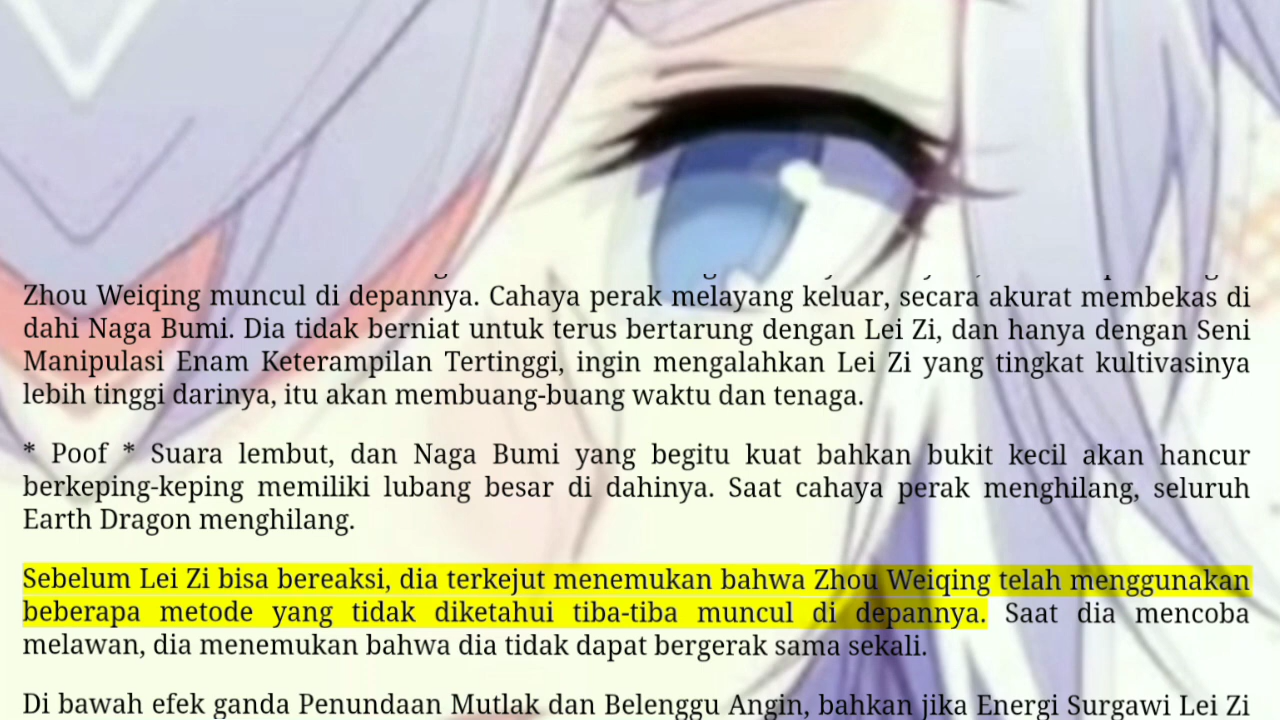 Zhou Weiqing muncul di depannya. Cahaya perak melayang keluar, secara akurat membekas di
dahi Naga Bumi. Dia tidak berniat untuk terus bertarung dengan Lei Zi, dan hanya dengan Seni
Manipulasi Enam Keterampilan Tertinggi, ingin mengalahkan Lei Zi yang tingkat kultivasinya
lebih tinggi darinya, itu akan membuang-buang waktu dan tenaga.
* Poof * Suara lembut, dan Naga Bumi yang begitu kuat bahkan bukit kecil akan hancur
berkeping-keping memiliki lubang besar di dahinya. Saat cahaya perak menghilang, seluruh
Earth Dragon menghilang.
Sebelum Lei Zi bisa bereaksi, dia terkejut menemukan bahwa Zhou Weiqing telah menggunakan
beberapa metode yang tidak diketahui tiba-tiba muncul di depannya. Saat dia mencoba
melawan, dia menemukan bahwa dia tidak dapat bergerak sama sekali.
Di bawah efek ganda Penundaan Mutlak dan Belenggu Angin, bahkan jika Energi Surgawi Lei Zi